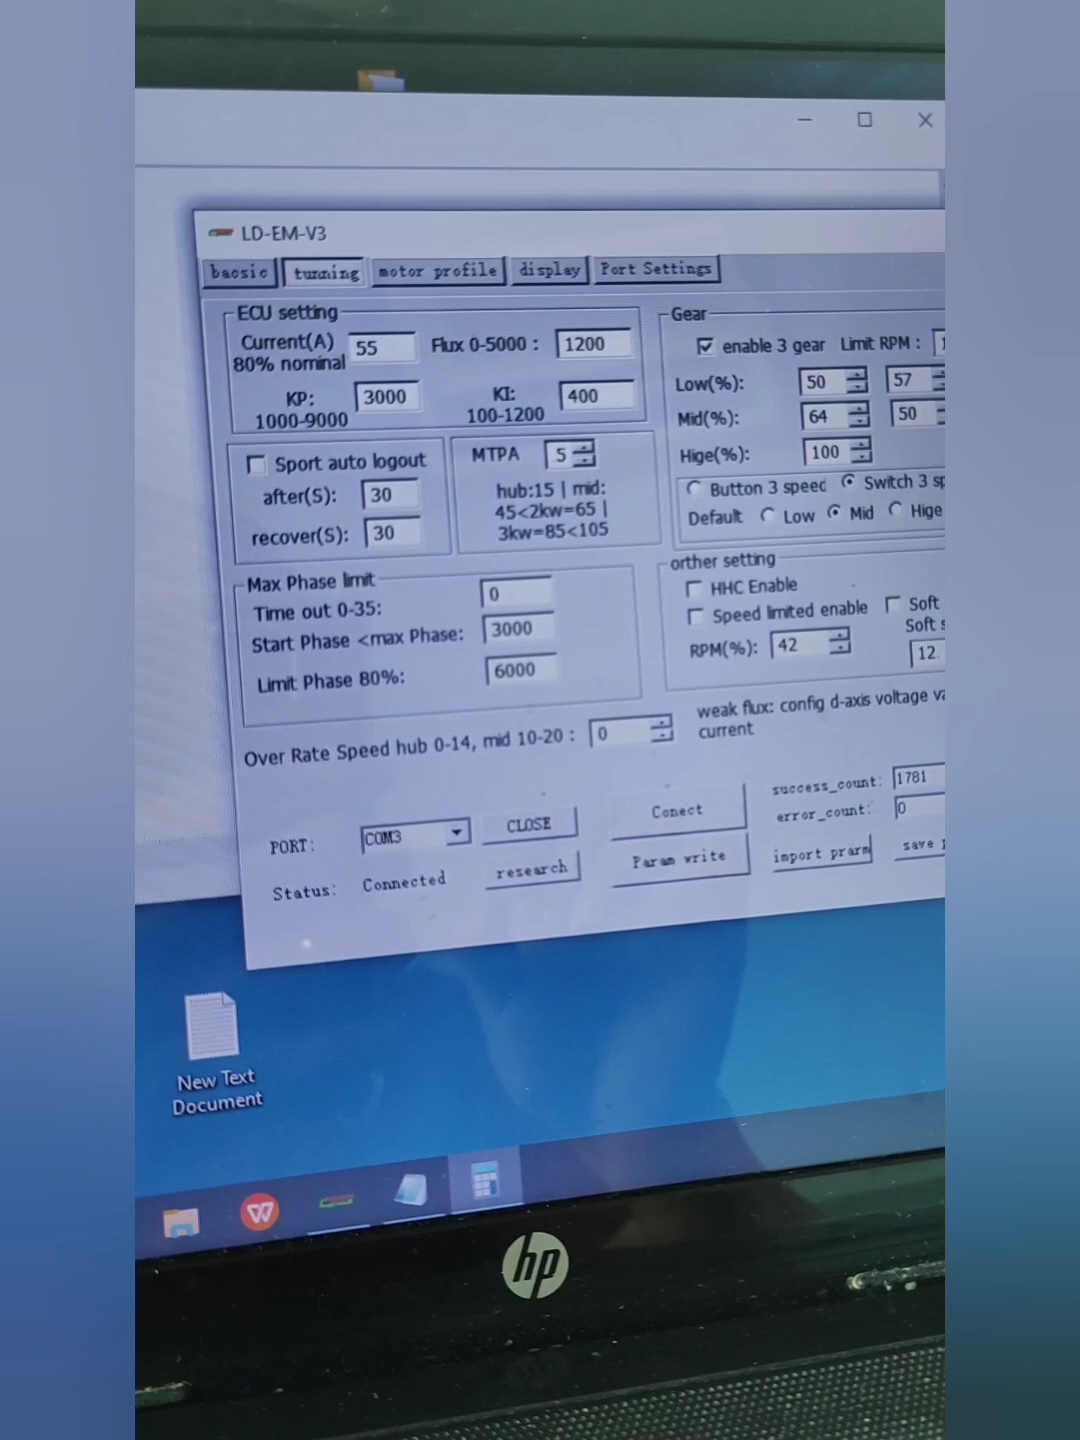 LD-EM-V3
baosic tunning motor profile display Port Settings
ECU setting
Current(A) 80% nominal 55 Flux 0-5000 : 1200
KP: 1000-9000 3000 KI: 100-1200 400
Sport auto logout
after(S): 30
recover(S): 30
MTPA 5
hub:15 | mid:
45<2kw=65 |
3kw=85<105
Max Phase limit
Time out 0-35: 0
Start Phase <max Phase: 3000
Limit Phase 80%: 6000
Over Rate Speed hub 0-14, mid 10-20 : 0
Gear
enable 3 gear Limit RPM :
Low(%): 50 57
Mid(%): 64 50
Hige(%): 100
Button 3 speed Switch 3 sp
Default Low Mid Hige
orther setting
HHC Enable
Speed limited enable Soft
Soft s
RPM(%): 42 12
weak flux: config d-axis voltage va
current
PORT: COM3 CLOSE Conect
Status: Connected research Param write
success_count: 1781
error_count: 0
import prarm save
New Text
Document
W
hp